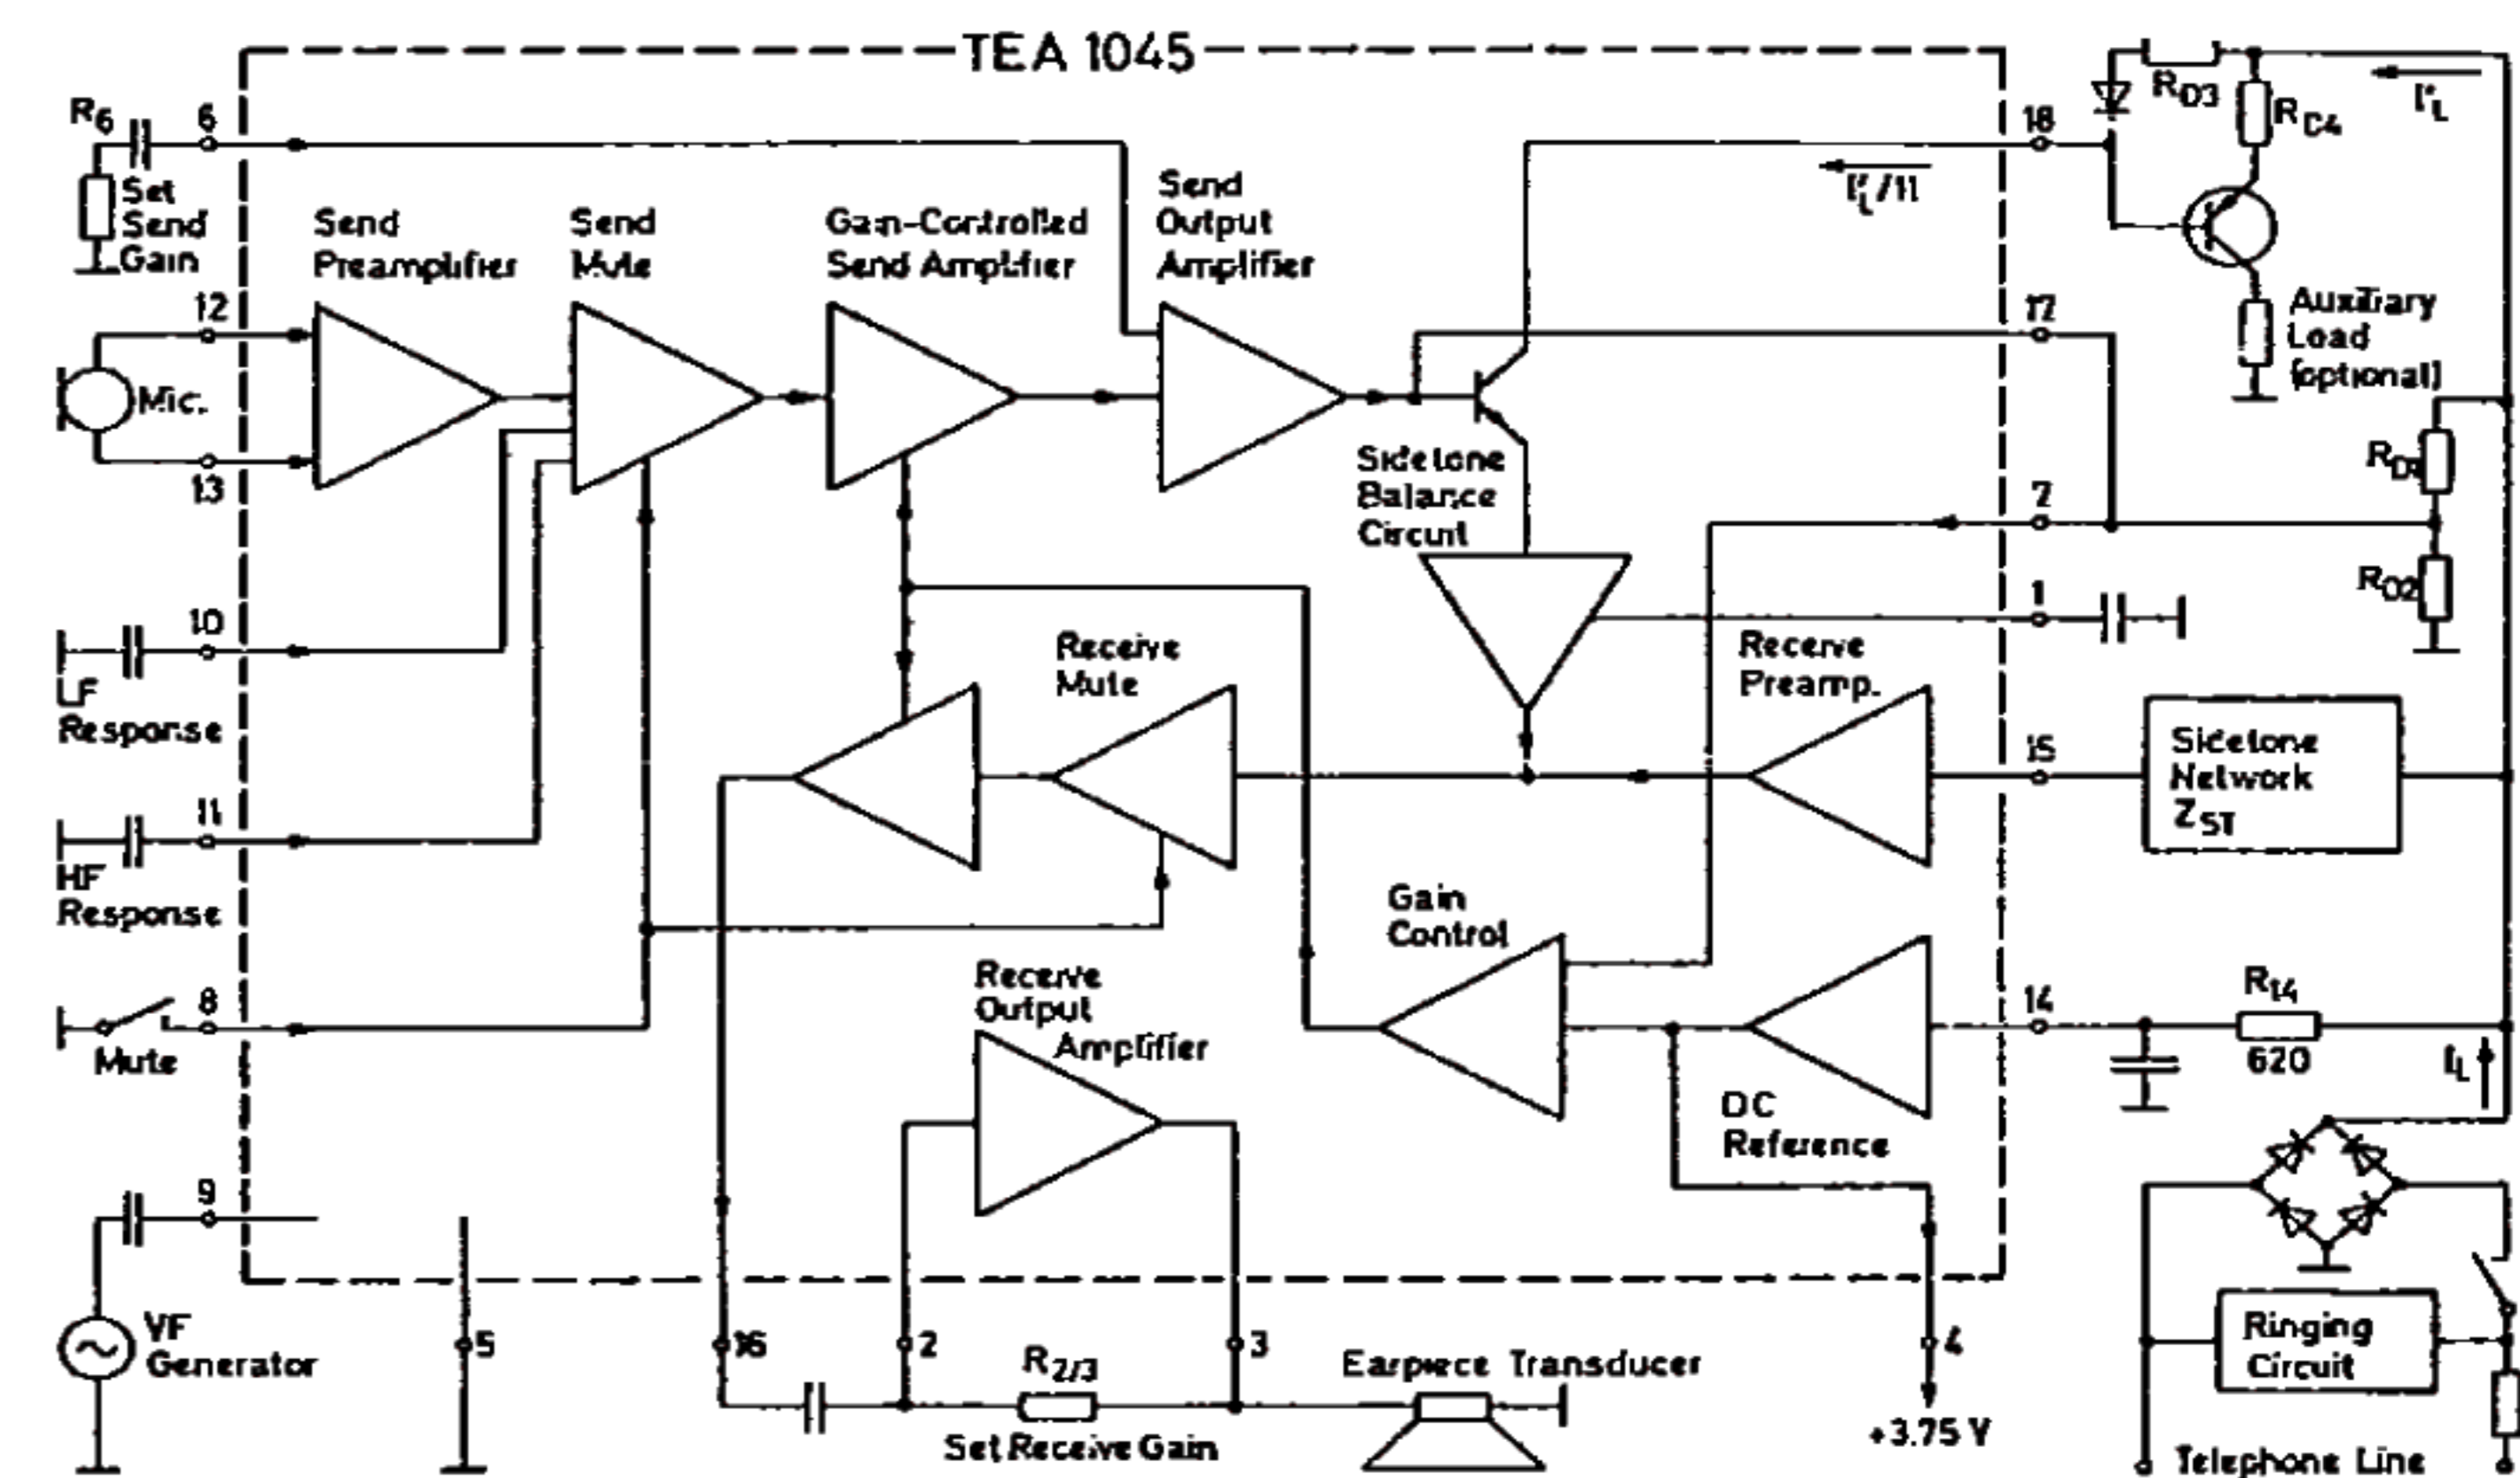 TEA 1045
R6
6
Set
Send
Gain
12
Mic.
13
10
LF
Response
11
HF
Response
8
Mute
9
VF
Generator
5
Send
Preamplifier
Send
Mute
Gain-Controlled
Send Amplifier
Send
Output
Amplifier
Sidetone
Balance
Circuit
Receive
Mute
Receive
Preamp.
Gain
Control
DC
Reference
Receive
Output
Amplifier
16
2
R2/3
3
Set Receive Gain
Earpiece Transducer
4
+3.75 V
18
I'L/11
17
7
1
15
14
RD3
RD4
I'L
Auxiliary
Load
(optional)
RD1
RD2
Sidetone
Network
ZST
R14
620
IL
Ringing
Circuit
Telephone Line